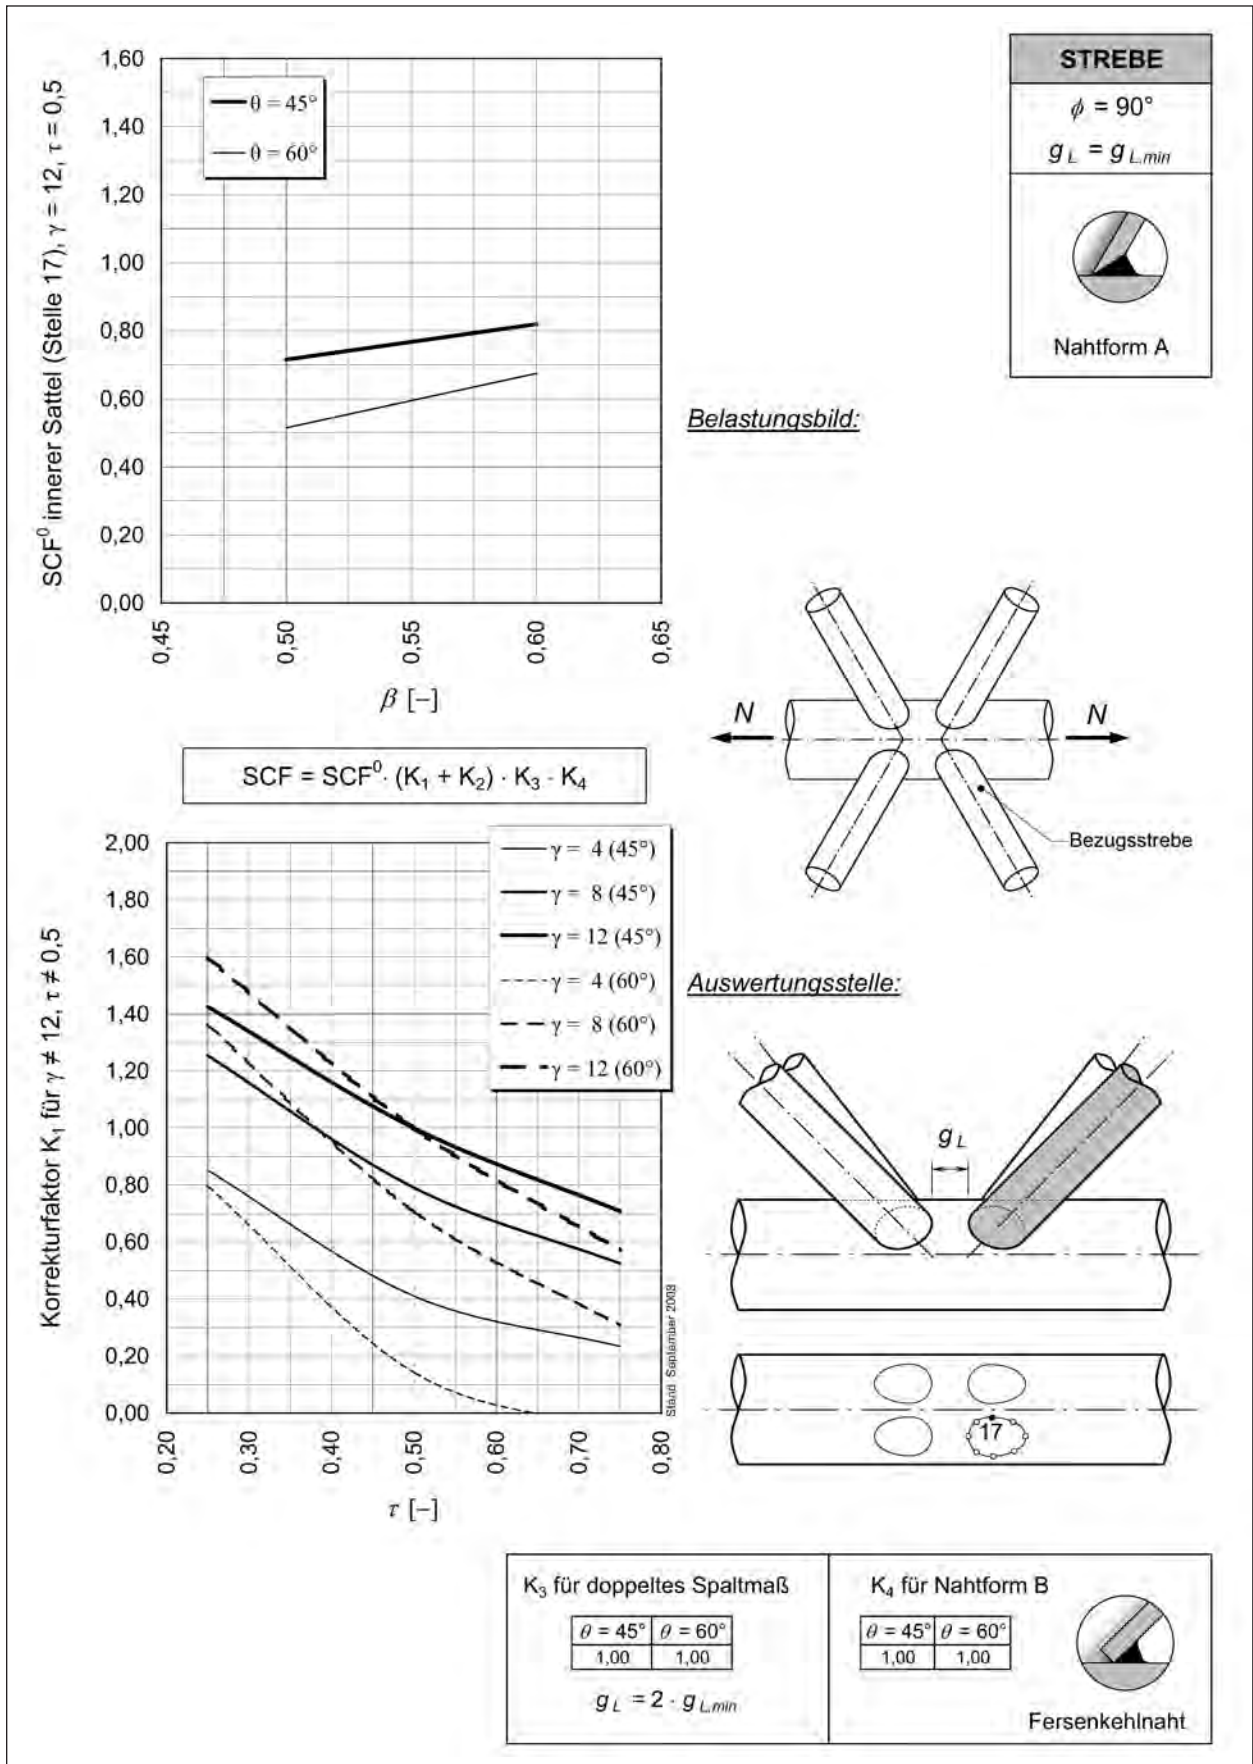 SCF⁰ innerer Sattel (Stelle 17), γ = 12, τ = 0,5
1,60
1,40
1,20
1,00
0,80
0,60
0,40
0,20
0,00
θ = 45°
θ = 60°
0,45
0,50
0,55
0,60
0,65
β [–]
STREBE
ϕ = 90°
g L = g L,min
Nahtform A
Belastungsbild:
N
N
Bezugsstrebe
SCF = SCF⁰ · (K₁ + K₂) · K₃ · K₄
Korrekturfaktor K₁ für γ ≠ 12, τ ≠ 0,5
2,00
1,80
1,60
1,40
1,20
1,00
0,80
0,60
0,40
0,20
0,00
γ = 4 (45°)
γ = 8 (45°)
γ = 12 (45°)
γ = 4 (60°)
γ = 8 (60°)
γ = 12 (60°)
0,20
0,30
0,40
0,50
0,60
0,70
0,80
τ [–]
Stand September 2003
Auswertungsstelle:
g L
17
K₃ für doppeltes Spaltmaß
θ = 45° θ = 60°
1,00 1,00
g L = 2 · g L,min
K₄ für Nahtform B
θ = 45° θ = 60°
1,00 1,00
Fersenkehlnaht